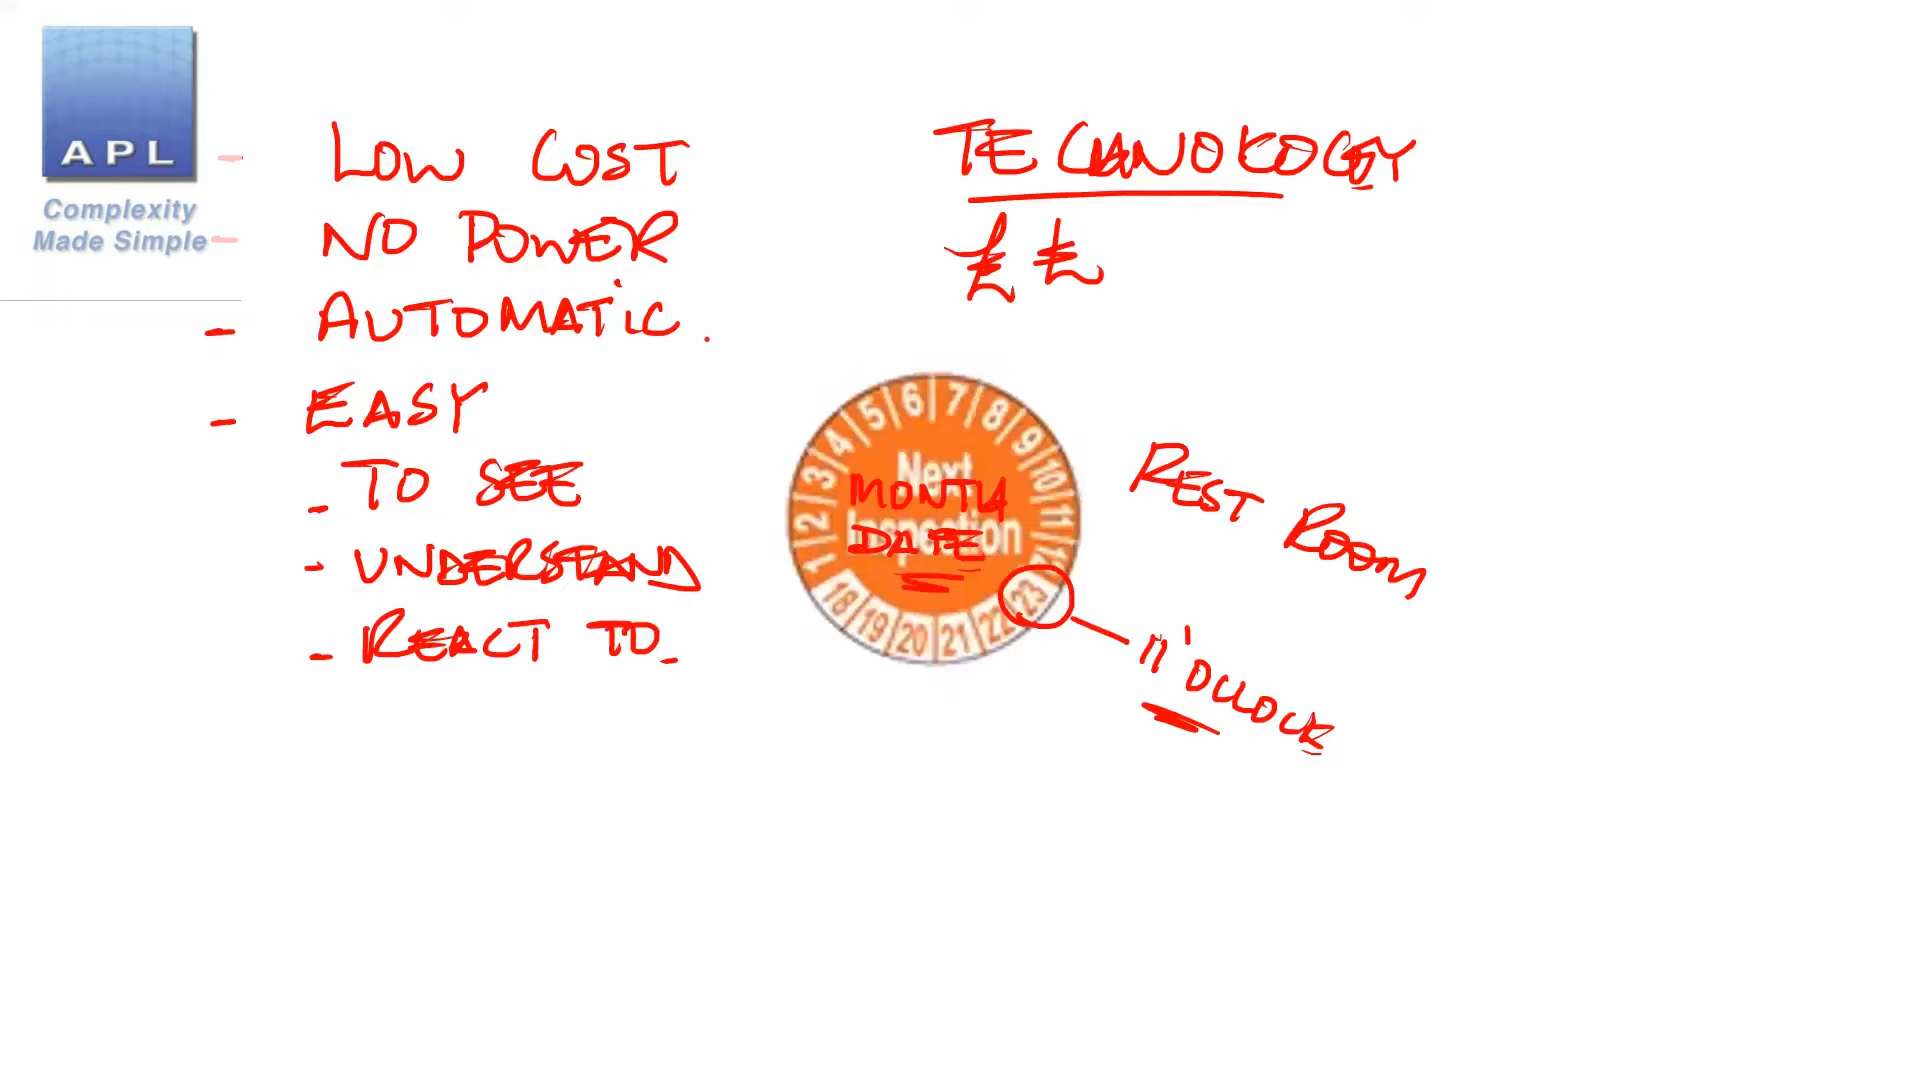 APL
Complexity
Made Simple
- LOW COST
- NO POWER
- AUTOMATIC.
- EASY
- TO SEE
- UNDERSTAND
- REACT TO
TECHNOLOGY
££
1 2 3 4 5 6 7 8 9 10 11 12
Next
Inspection
MONTH
DATE
18 19 20 21 22 23
REST ROOM
11 O'CLOCK